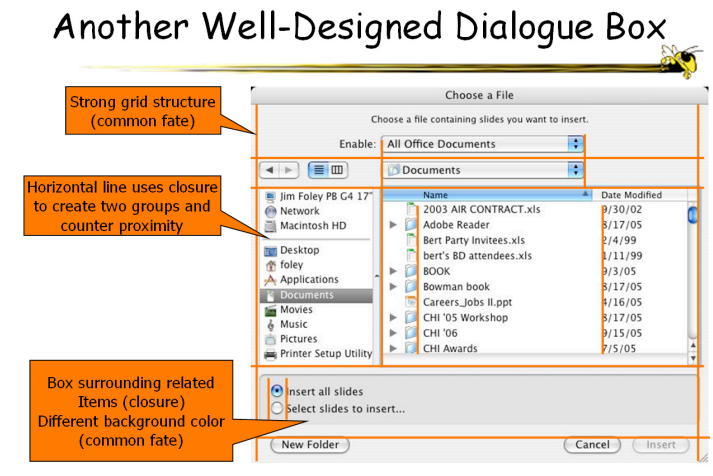 Another Well-Designed Dialogue Box
Strong grid structure
(common fate)
Horizontal line uses closure
to create two groups and
counter proximity
Box surrounding related
Items (closure)
Different background color
(common fate)
Choose a File
Choose a file containing slides you want to insert.
Enable: All Office Documents
Documents
Name Date Modified
Jim Foley PB G4 17"
Network
Macintosh HD
Desktop
foley
Applications
Documents
Movies
Music
Pictures
Printer Setup Utility
2003 AIR CONTRACT.xls 9/30/02
Adobe Reader 8/17/05
Bert Party Invitees.xls 2/4/99
bert's BD attendees.xls 1/11/99
BOOK 9/3/05
Bowman book 8/17/05
Careers_Jobs II.ppt 4/16/05
CHI '05 Workshop 8/17/05
CHI '06 9/15/05
CHI Awards 7/5/05
Insert all slides
Select slides to insert...
New Folder Cancel Insert